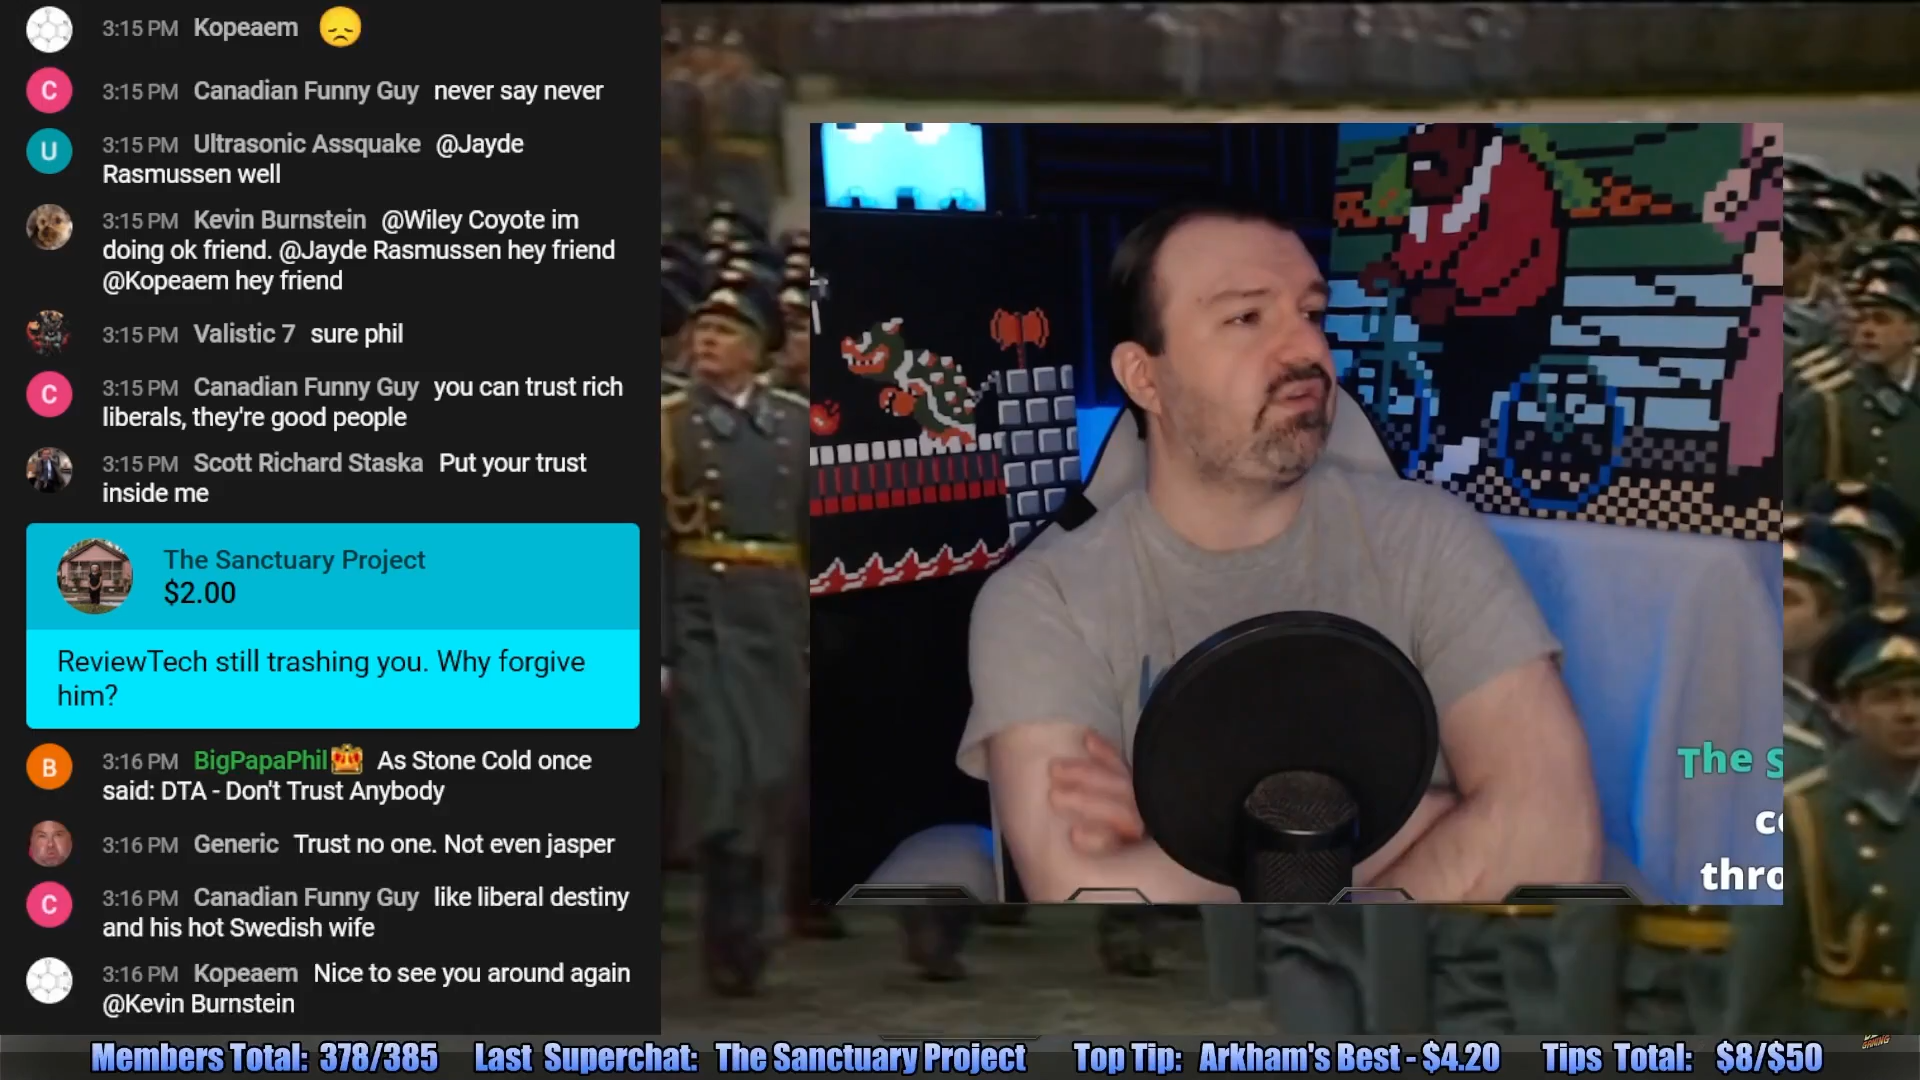 3:15 PM Kopeaem
C 3:15 PM Canadian Funny Guy never say never
U 3:15 PM Ultrasonic Assquake @Jayde
Rasmussen well
3:15 PM Kevin Burnstein @Wiley Coyote im
doing ok friend. @Jayde Rasmussen hey friend
@Kopeaem hey friend
3:15 PM Valistic 7 sure phil
C 3:15 PM Canadian Funny Guy you can trust rich
liberals, they're good people
3:15 PM Scott Richard Staska Put your trust
inside me
The Sanctuary Project
$2.00
ReviewTech still trashing you. Why forgive
him?
B 3:16 PM BigPapaPhil As Stone Cold once
said: DTA - Don't Trust Anybody
3:16 PM Generic Trust no one. Not even jasper
C 3:16 PM Canadian Funny Guy like liberal destiny
and his hot Swedish wife
3:16 PM Kopeaem Nice to see you around again
@Kevin Burnstein
The S
co
thro
Members Total: 378/385 Last Superchat: The Sanctuary Project Top Tip: Arkham's Best - $4.20 Tips Total: $8/$50
GAMING